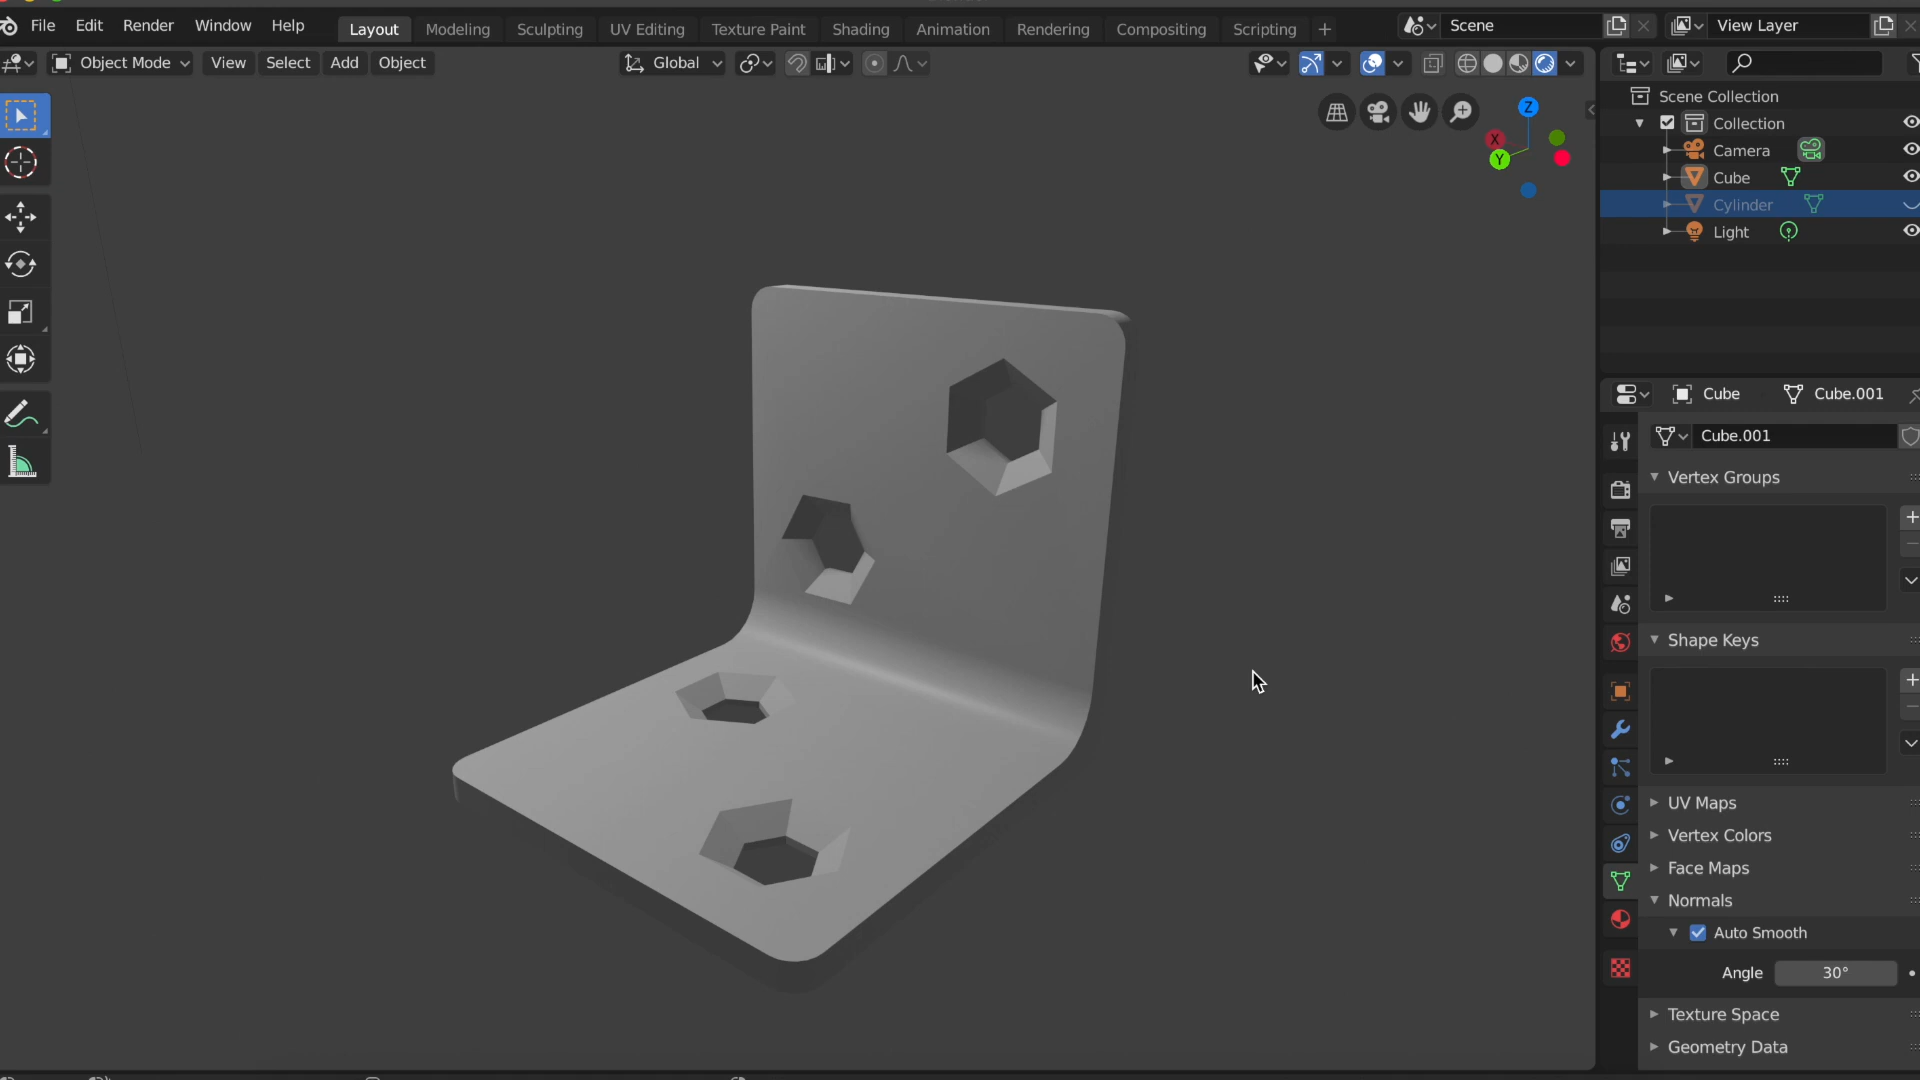 File Edit Render Window Help Layout Modeling Sculpting UV Editing Texture Paint Shading Animation Rendering Compositing Scripting + Scene View Layer
Object Mode View Select Add Object Global
Z
X
Y
Scene Collection
Collection
Camera
Cube
Cylinder
Light
Cube Cube.001
Cube.001
Vertex Groups
Shape Keys
UV Maps
Vertex Colors
Face Maps
Normals
Auto Smooth
Angle 30°
Texture Space
Geometry Data